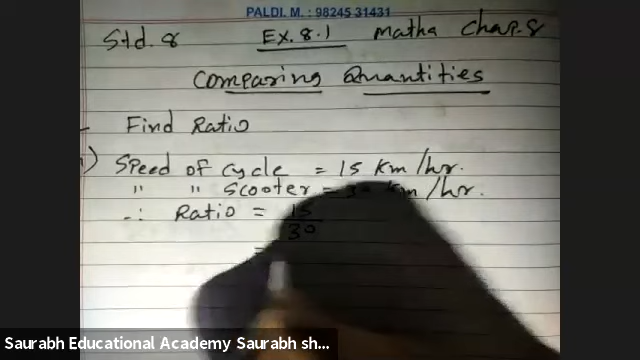 PALDI. M. : 98245 31431
Std. 8 Ex. 8.1 Maths Chap. 8
Comparing Quantities
Find Ratio
) Speed of cycle = 15 Km/hr.
" " Scooter = 30 Km/hr.
∴ Ratio = 15
30
=
Saurabh Educational Academy Saurabh sh...